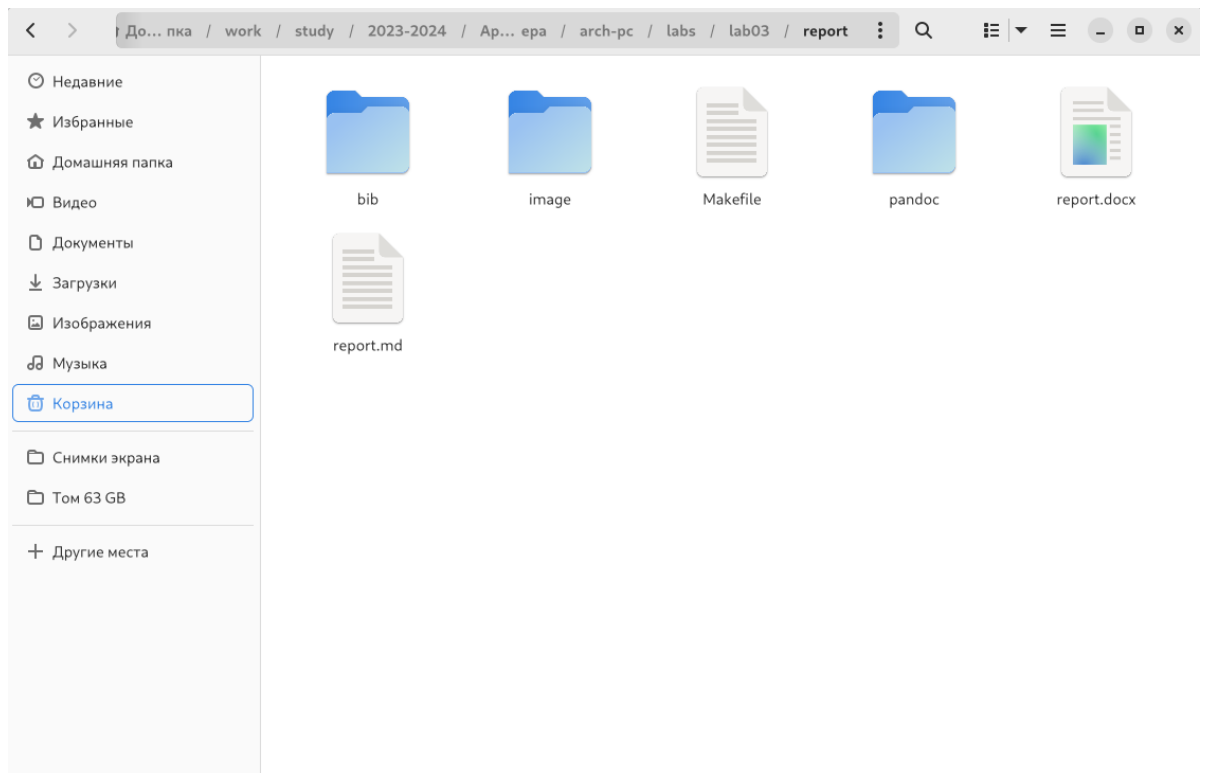 До... пка / work / study / 2023-2024 / Ар... ера / arch-pc / labs / lab03 / report
Недавние
Избранные
Домашняя папка
Видео
Документы
Загрузки
Изображения
Музыка
Корзина
Снимки экрана
Том 63 GB
Другие места
bib
image
Makefile
pandoc
report.docx
report.md